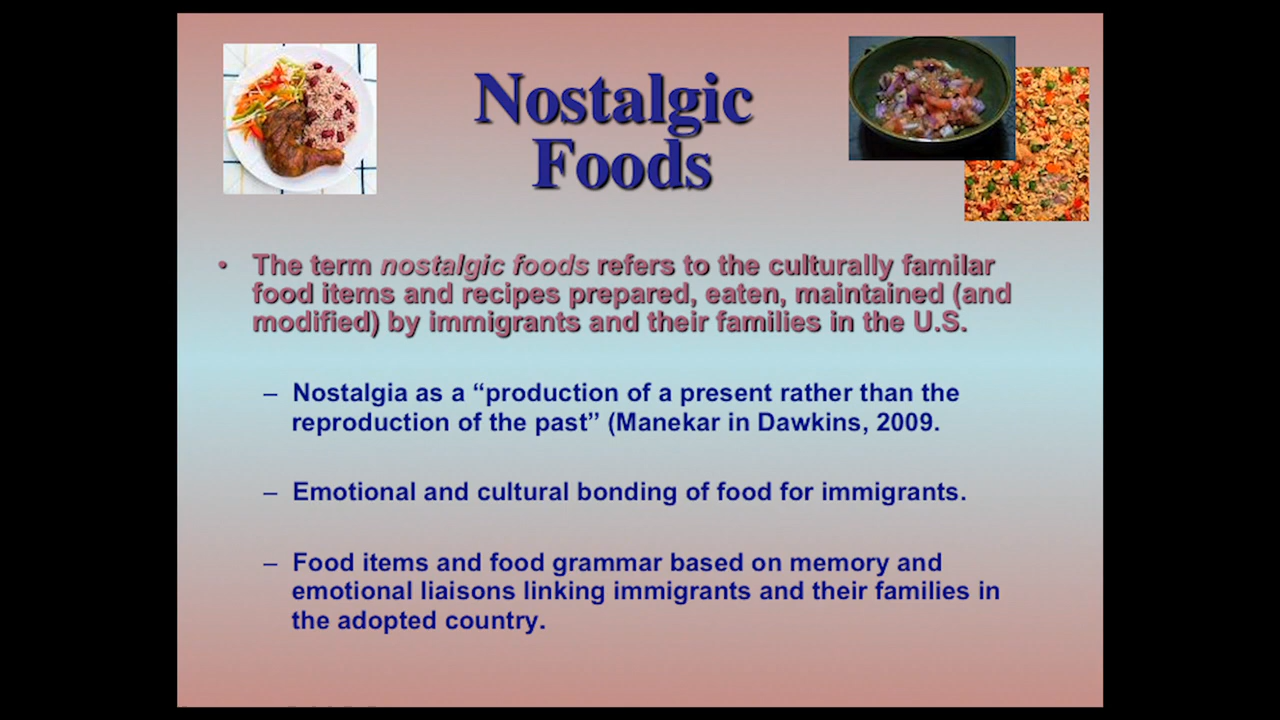 Nostalgic
Foods
• The term nostalgic foods refers to the culturally familar
food items and recipes prepared, eaten, maintained (and
modified) by immigrants and their families in the U.S.
– Nostalgia as a “production of a present rather than the
reproduction of the past” (Manekar in Dawkins, 2009.
– Emotional and cultural bonding of food for immigrants.
– Food items and food grammar based on memory and
emotional liaisons linking immigrants and their families in
the adopted country.